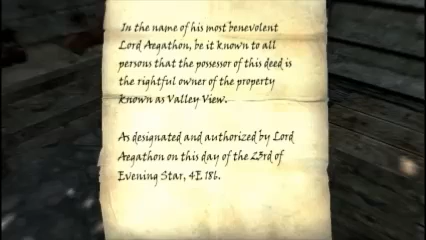 In the name of his most benevolent
Lord Aegathon, be it known to all
persons that the possessor of this deed is
the rightful owner of the property
known as Valley View.
As designated and authorized by Lord
Aegathon on this day of the 23rd of
Evening Star, 4E 186.